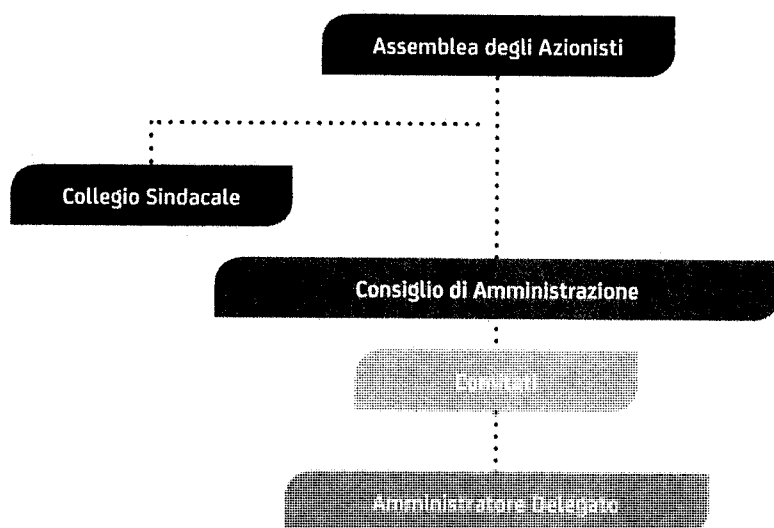 Assemblea degli Azionisti
Collegio Sindacale
Consiglio di Amministrazione
Comitati
Amministratore Delegato